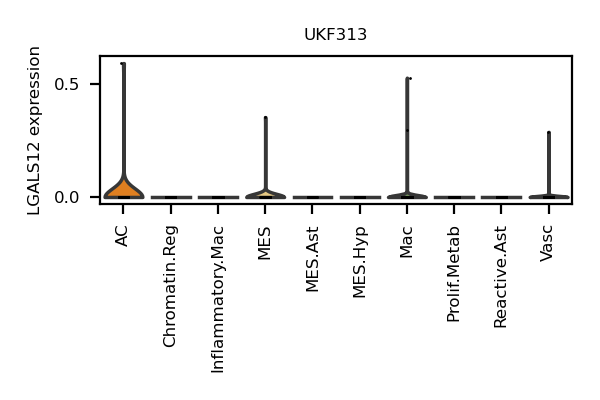 UKF313
LGALS12 expression
0.5
0.0
AC
Chromatin.Reg
Inflammatory.Mac
MES
MES.Ast
MES.Hyp
Mac
Prolif.Metab
Reactive.Ast
Vasc